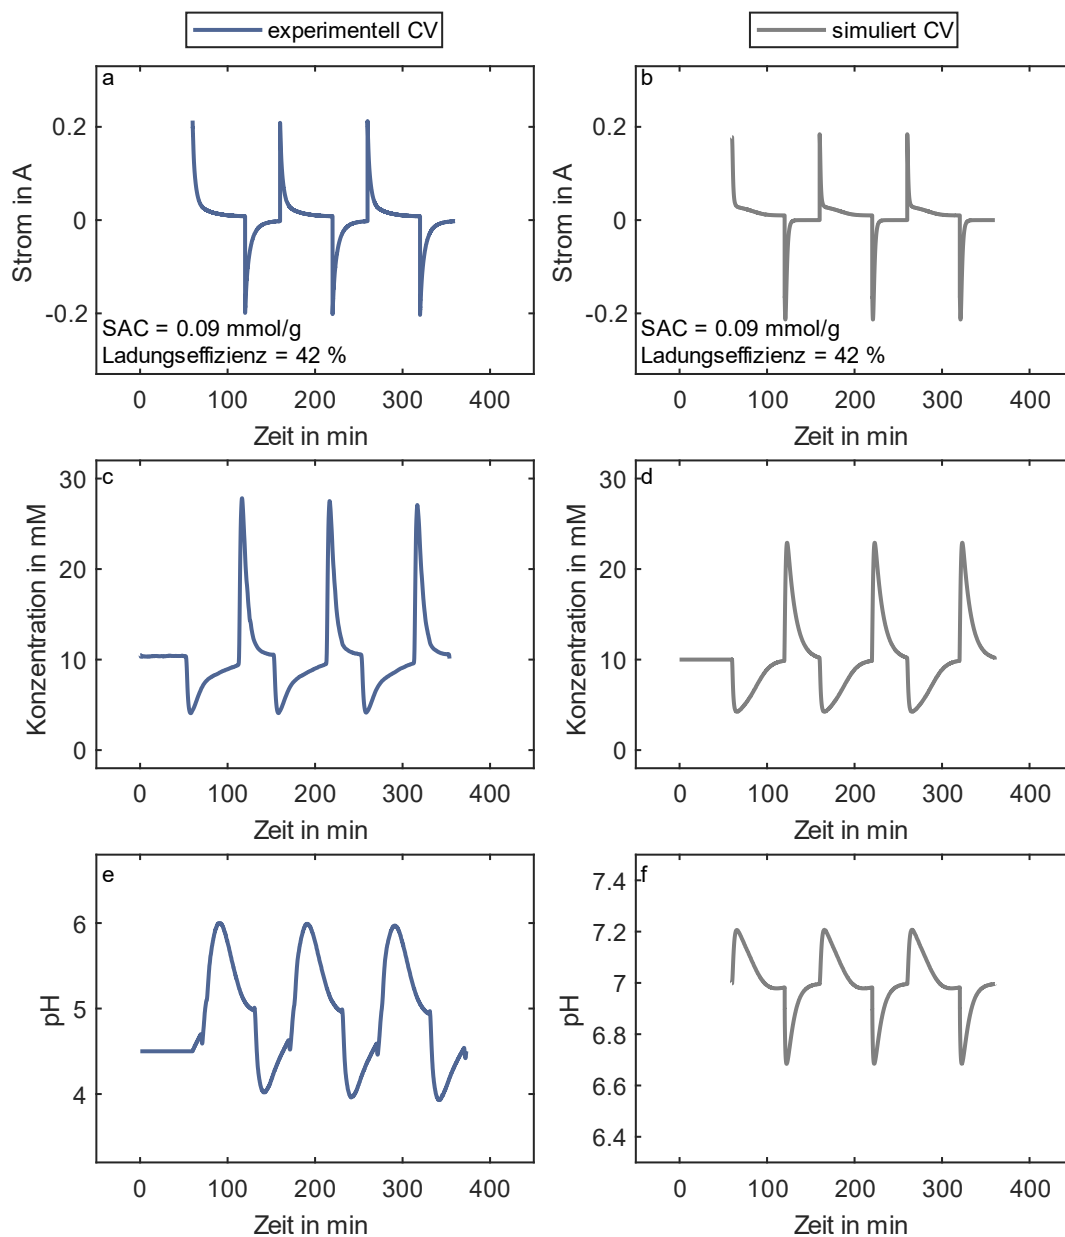 experimentell CV
simuliert CV
a
0.2
0
-0.2
Strom in A
SAC = 0.09 mmol/g
Ladungseffizienz = 42 %
0 100 200 300 400
Zeit in min
b
0.2
0
-0.2
Strom in A
SAC = 0.09 mmol/g
Ladungseffizienz = 42 %
0 100 200 300 400
Zeit in min
c
30
20
10
0
Konzentration in mM
0 100 200 300 400
Zeit in min
d
30
20
10
0
Konzentration in mM
0 100 200 300 400
Zeit in min
e
6
5
4
pH
0 100 200 300 400
Zeit in min
f
7.4
7.2
7
6.8
6.6
6.4
pH
0 100 200 300 400
Zeit in min